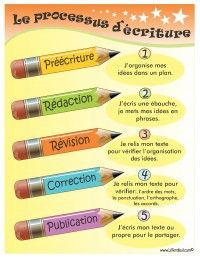 Le processus d'écriture
Préécriture
1
J'organise mes
idées dans un plan.
Rédaction
2
J'écris une ébauche,
je mets mes idées en
phrases.
Révision
3
Je relis mon texte
pour vérifier l'organisation
des idées.
Correction
4
Je relis mon texte pour
vérifier: l'ordre des mots,
la ponctuation, l'orthographe,
les accords.
Publication
5
J'écris mon texte au
propre pour le partager.